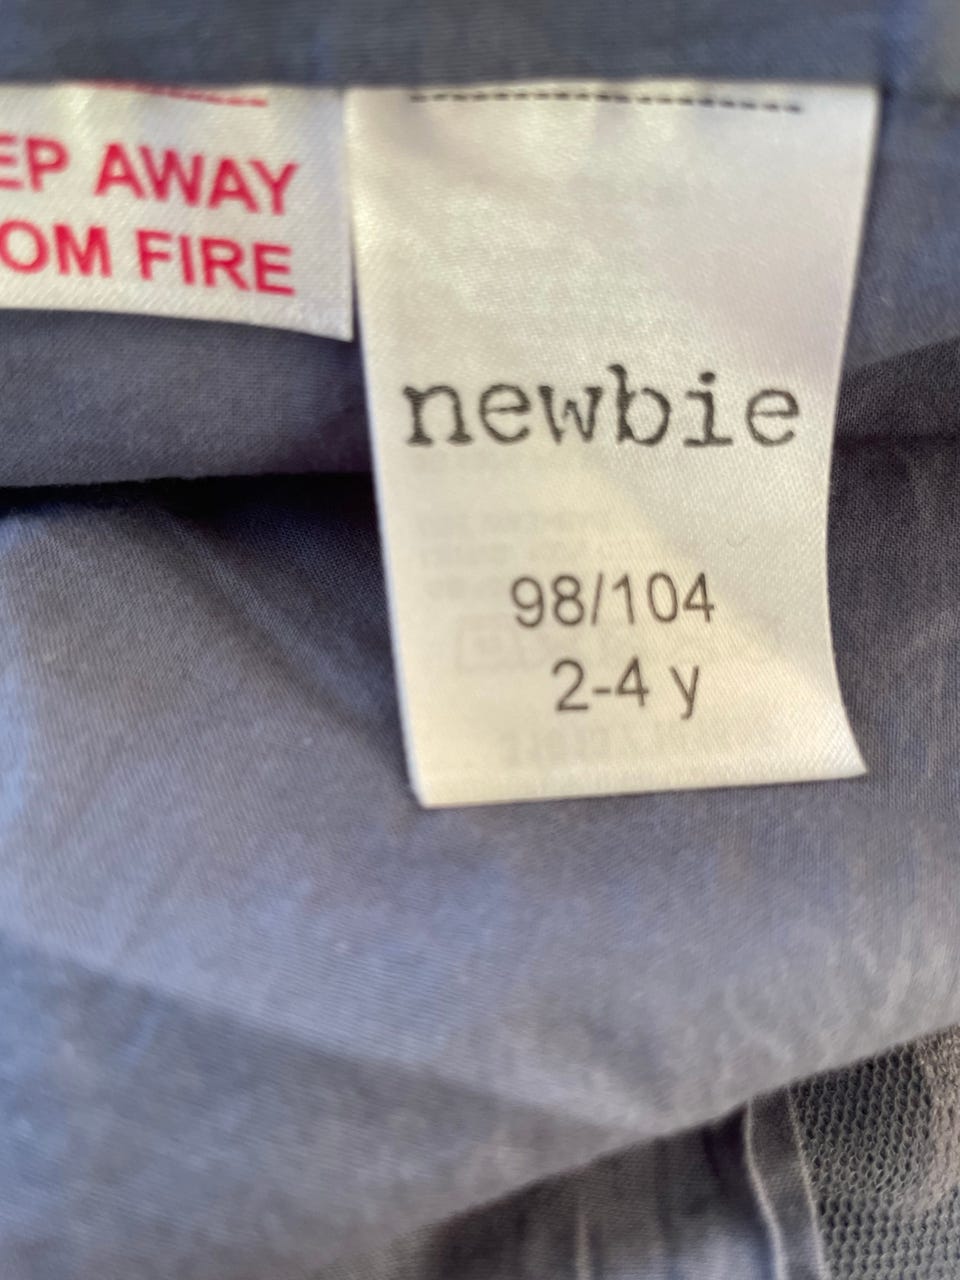 EP AWAY
OM FIRE
newbie
98/104
2-4 y